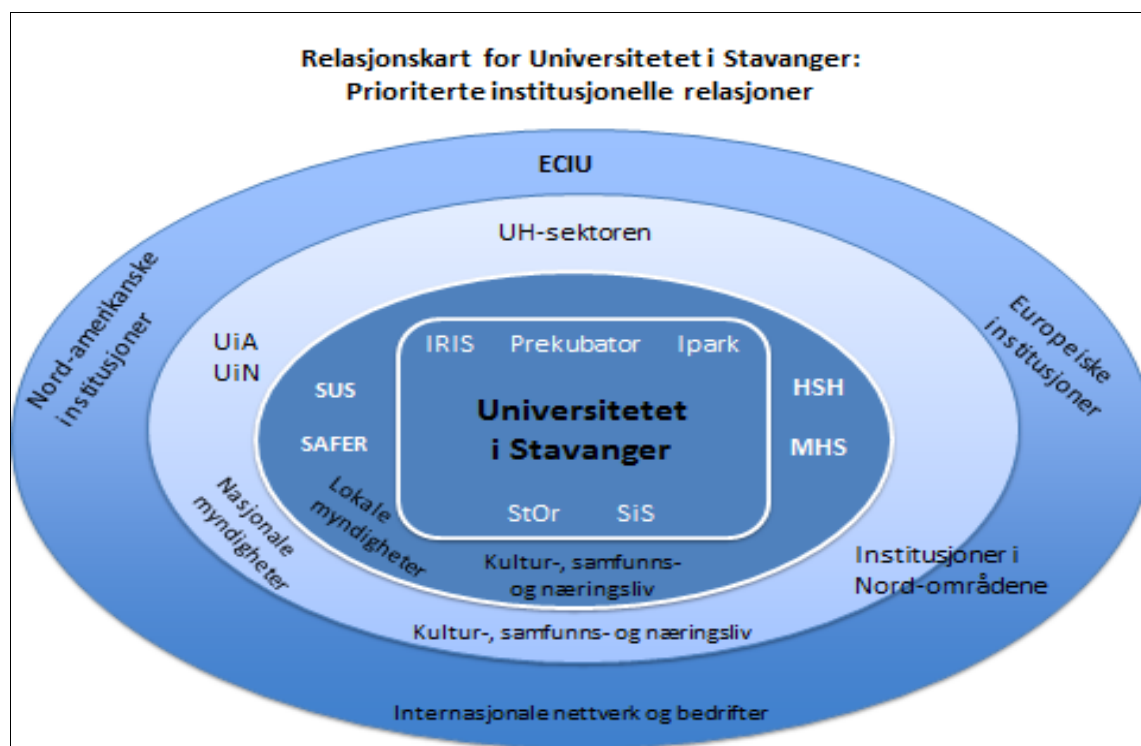 Relasjonskart for Universitetet i Stavanger:
Prioriterte institusjonelle relasjoner
ECIU
UH-sektoren
Nord-amerikanske
institusjoner
Europeiske
institusjoner
UiA
UiN
IRIS Prekubator Ipark
SUS
SAFER
Universitetet
i Stavanger
HSH
MHS
StOr SiS
Lokale
myndigheter
Nasjonale
myndigheter
Kultur-, samfunns-
og næringsliv
Institusjoner i
Nord-områdene
Kultur-, samfunns- og næringsliv
Internasjonale nettverk og bedrifter